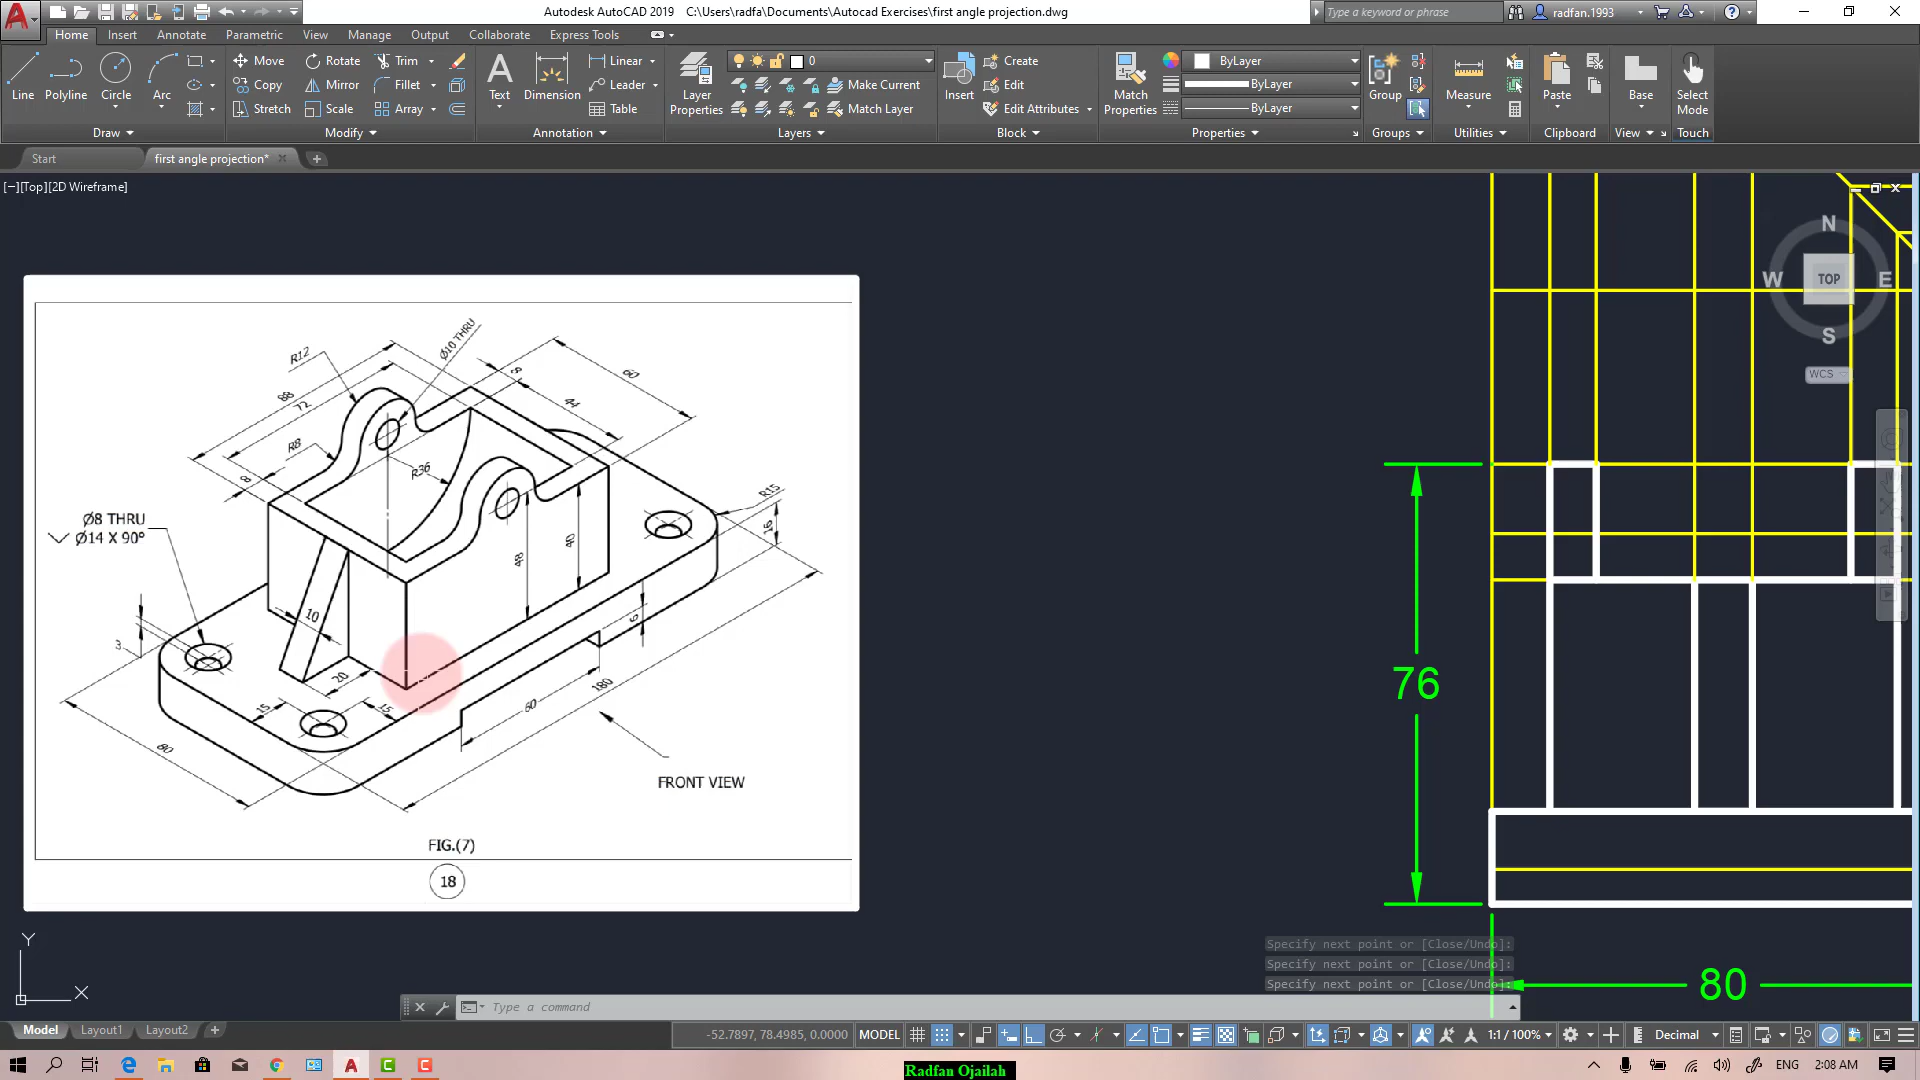 Autodesk AutoCAD 2019   C:\Users\radfa\Documents\Autocad Exercises\first angle projection.dwg
Type a keyword or phrase
radfan.1993
Home Insert Annotate Parametric View Manage Output Collaborate Express Tools
Line Polyline Circle Arc
Move Rotate Trim
Copy Mirror Fillet
Stretch Scale Array
Text Dimension
Linear
Leader
Table
Layer Properties
0
Make Current
Match Layer
Insert
Create
Edit
Edit Attributes
Match Properties
ByLayer
ByLayer
ByLayer
Group
Measure
Paste
Base
Select Mode
Draw Modify Annotation Layers Block Properties Groups Utilities Clipboard View Touch
Start
first angle projection*
[−][Top][2D Wireframe]
N
W TOP E
S
WCS
R12
Ø10 THRU
88
72
8
60
44
R8
8
R36
Ø8 THRU
Ø14 X 90°
R15
16
48
40
10
3
6
20
15
15
80
60
180
FRONT VIEW
FIG.(7)
18
76
80
Y
X
Specify next point or [Close/Undo]:
Specify next point or [Close/Undo]:
Specify next point or [Close/Undo]:
Type a command
Model Layout1 Layout2
-52.7897, 78.4985, 0.0000 MODEL
1:1 / 100%
Decimal
ENG 2:08 AM
Radfan Ojailah